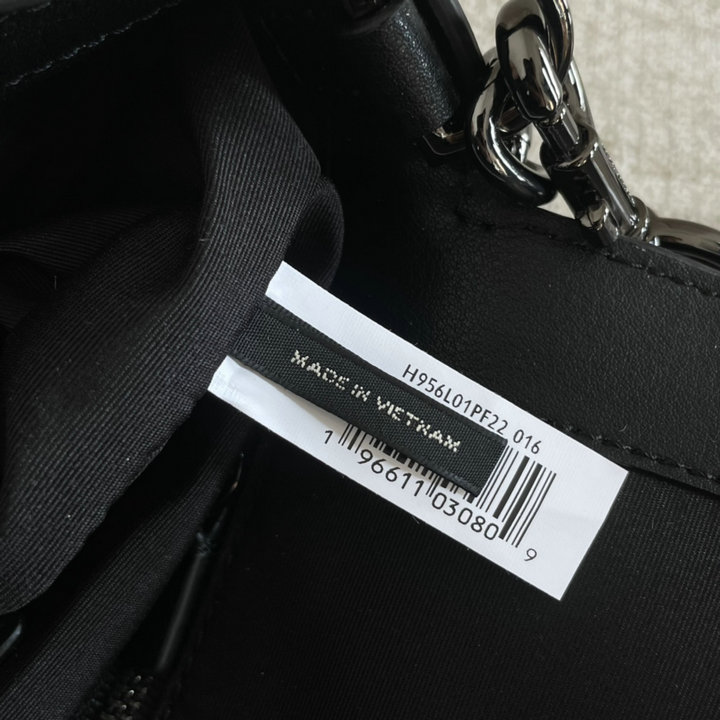 H956L01PF22 016
MADE IN VIETNAM
1 96611 03080 9